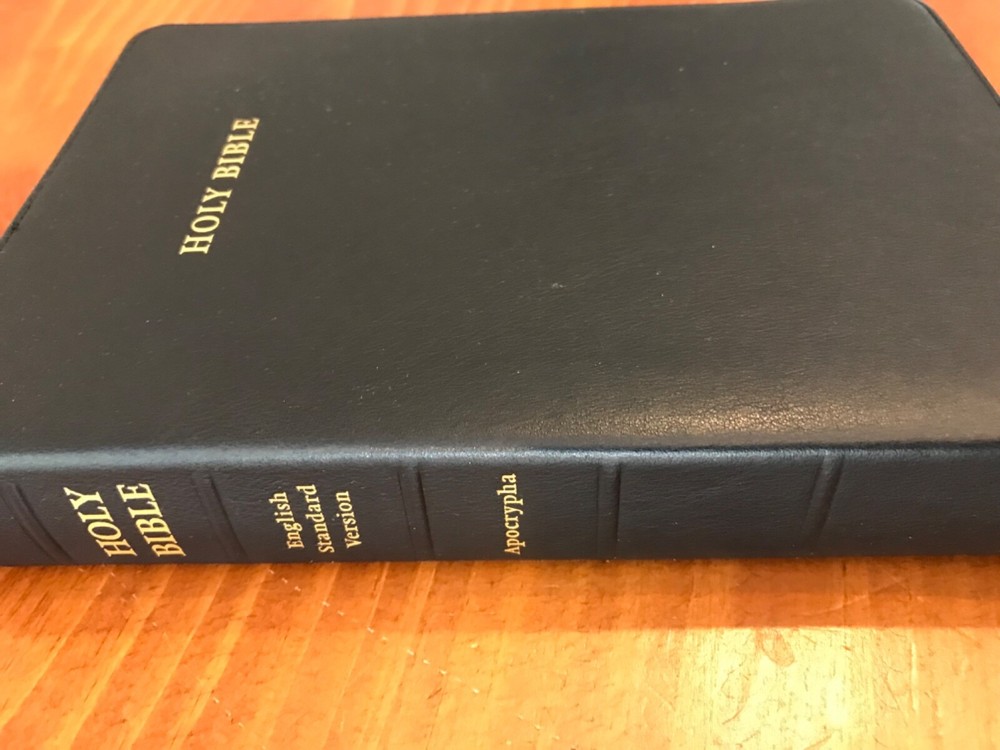 HOLY BIBLE
HOLY
BIBLE
English
Standard
Version
Apocrypha